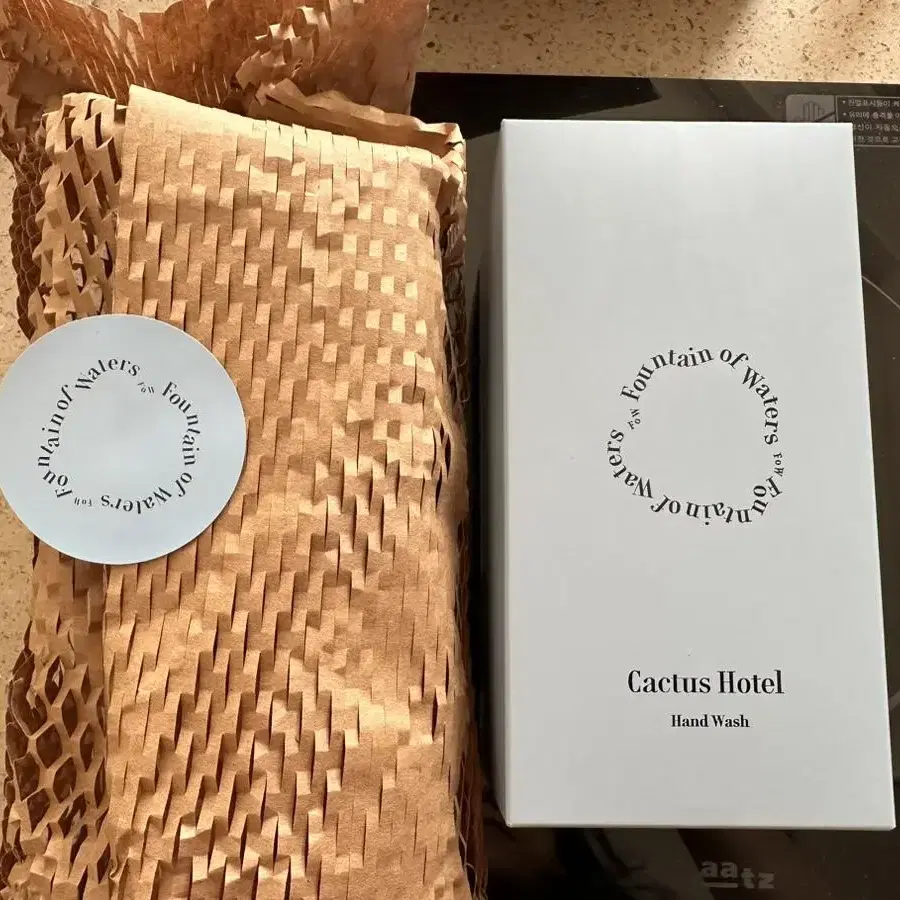 Fountain of Waters FoW Fountain of Waters FoW
Fountain of Waters FoW Fountain of Waters FoW
Cactus Hotel
Hand Wash
aatz